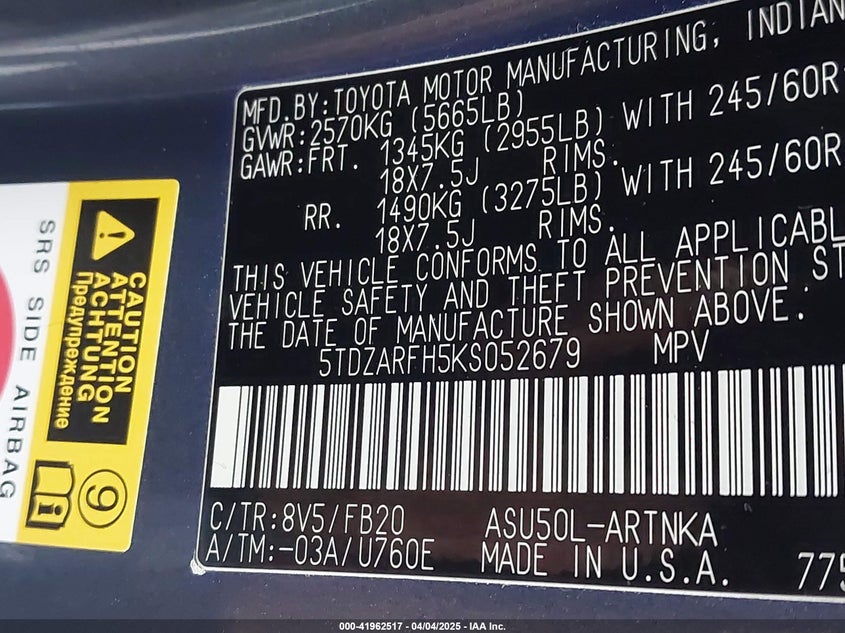 MFD.BY:TOYOTA MOTOR MANUFACTURING, INDIAN
GVWR:2570KG (5665LB)
GAWR:FRT. 1345KG (2955LB) WITH 245/60R
18X7.5J RIMS.
RR. 1490KG (3275LB) WITH 245/60R
18X7.5J RIMS.
THIS VEHICLE CONFORMS TO ALL APPLICABL
VEHICLE SAFETY AND THEFT PREVENTION ST
THE DATE OF MANUFACTURE SHOWN ABOVE.
5TDZARFH5KS052679 MPV
C/TR:8V5/FB20 ASU50L-ARTNKA
A/TM:-03A/U760E MADE IN U.S.A. 775
CAUTION
ATTENTION
ACHTUNG
Предупреждение
SRS SIDE AIRBAG
9
000-41962517 / 04/04/2025 - IAA Inc.